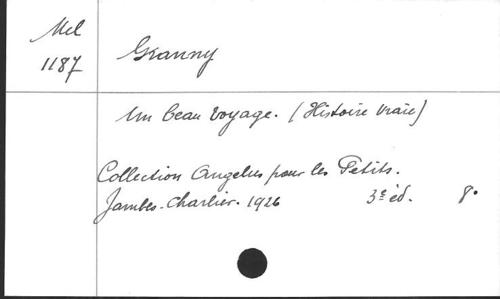 Mel
1187
Granny
Un beau voyage. (Histoire vraie)
Collection Angelus pour les Petits.
Jambes-Charlier. 1926 3e éd. 8°